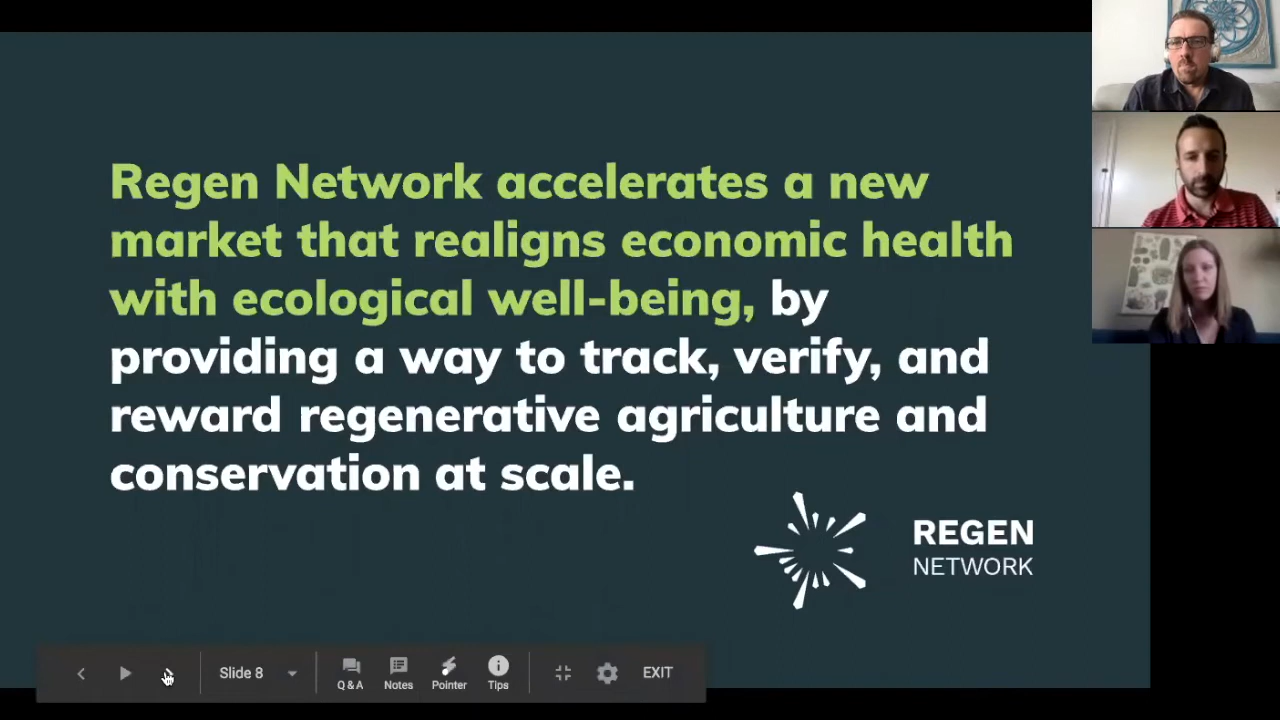 Regen Network accelerates a new
market that realigns economic health
with ecological well-being, by
providing a way to track, verify, and
reward regenerative agriculture and
conservation at scale.
REGEN
NETWORK
Slide 8
Q & A
Notes
Pointer
Tips
EXIT